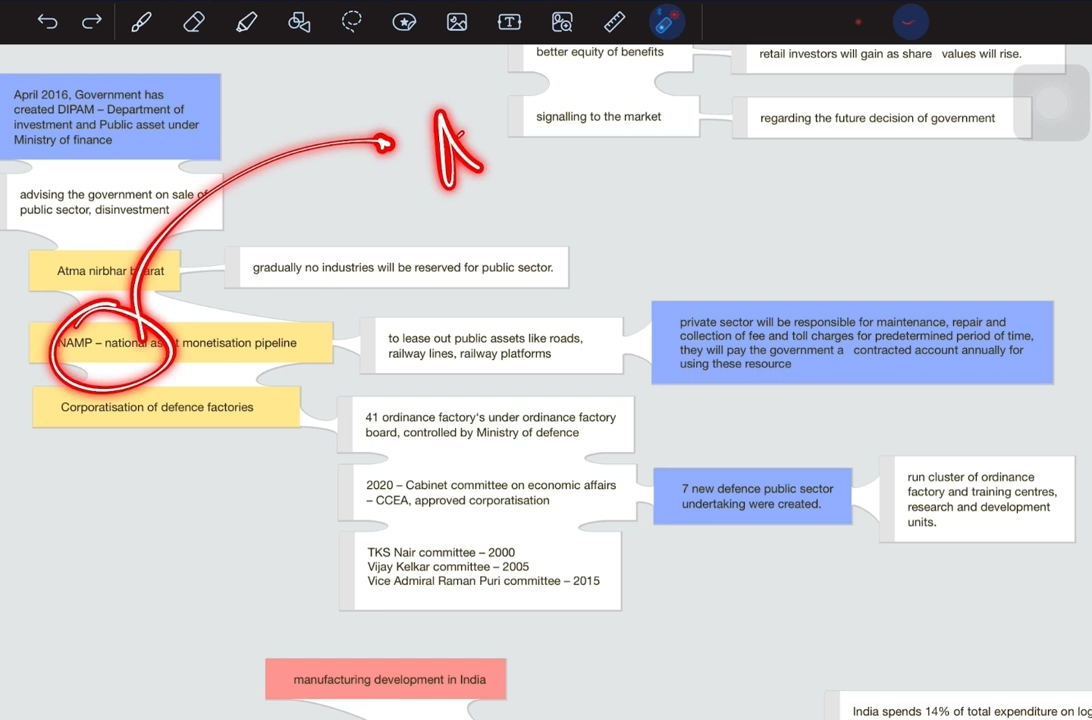 better equity of benefits
retail investors will gain as share values will rise.
signalling to the market
regarding the future decision of government
April 2016, Government has
created DIPAM – Department of
investment and Public asset under
Ministry of finance
advising the government on sale of
public sector, disinvestment
Atma nirbhar bharat
gradually no industries will be reserved for public sector.
NAMP – national asset monetisation pipeline
to lease out public assets like roads,
railway lines, railway platforms
private sector will be responsible for maintenance, repair and
collection of fee and toll charges for predetermined period of time,
they will pay the government a contracted account annually for
using these resource
Corporatisation of defence factories
41 ordinance factory's under ordinance factory
board, controlled by Ministry of defence
2020 – Cabinet committee on economic affairs
– CCEA, approved corporatisation
7 new defence public sector
undertaking were created.
run cluster of ordinance
factory and training centres,
research and development
units.
TKS Nair committee – 2000
Vijay Kelkar committee – 2005
Vice Admiral Raman Puri committee – 2015
manufacturing development in India
India spends 14% of total expenditure on log